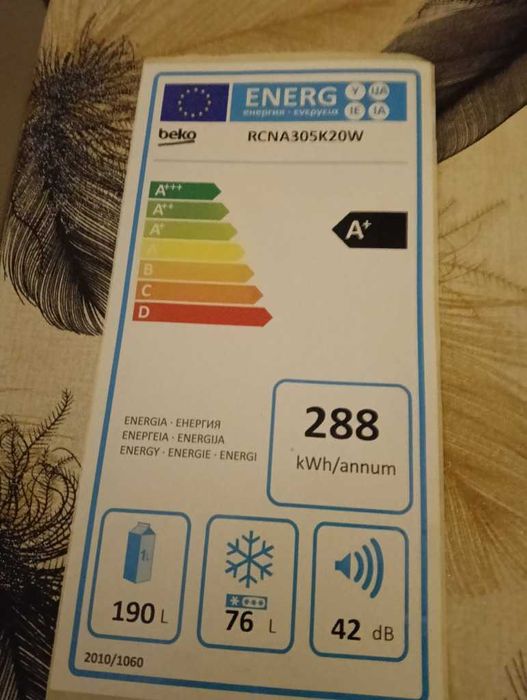 ENERG Y UA
енергия · ενεργεια IE IA
beko RCNA305K20W
A+++
A++
A+
A
B
C
D
A+
288
kWh/annum
ENERGIA · ЕНЕРГИЯ
ΕΝΕΡΓΕΙΑ · ENERGIJA
ENERGY · ENERGIE · ENERGI
1L
190 L
76 L
42 dB
2010/1060